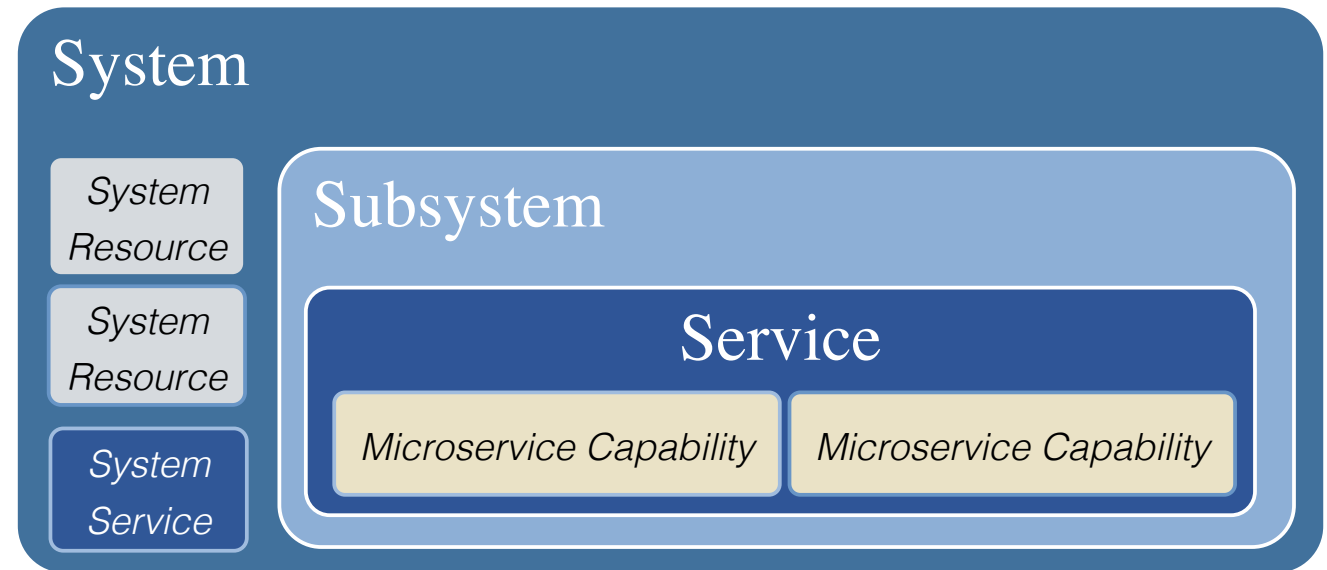 System
System
Resource
System
Resource
System
Service
Subsystem
Service
Microservice Capability
Microservice Capability